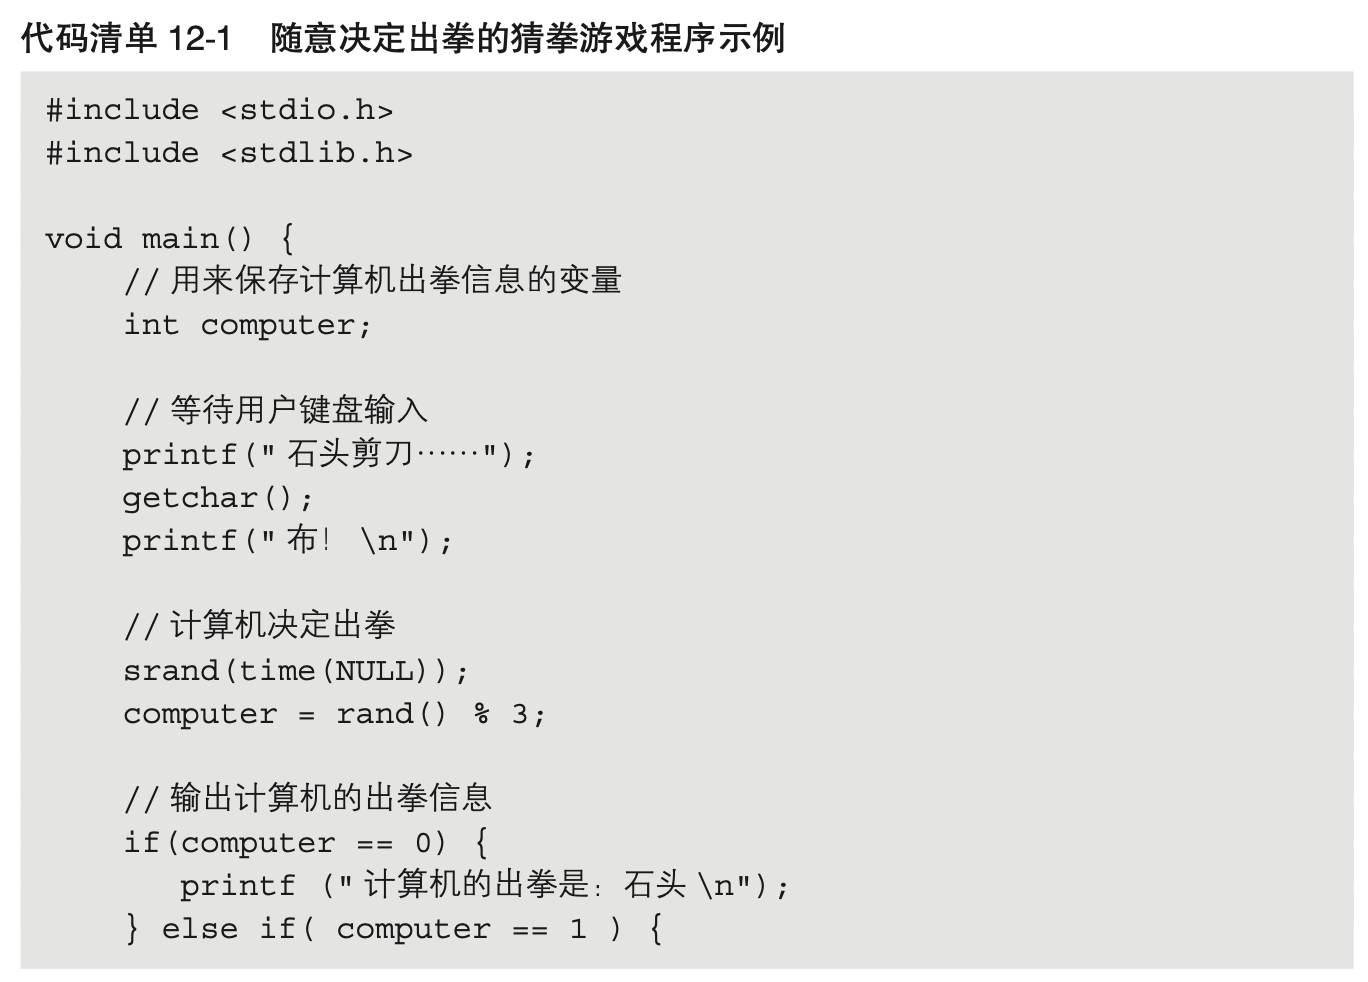 代码清单 12-1　随意决定出拳的猜拳游戏程序示例
#include <stdio.h>
#include <stdlib.h>
void main() {
// 用来保存计算机出拳信息的变量
int computer;
// 等待用户键盘输入
printf("石头剪刀……");
getchar();
printf("布！ \n");
// 计算机决定出拳
srand(time(NULL));
computer = rand() % 3;
// 输出计算机的出拳信息
if(computer == 0) {
printf ("计算机的出拳是：石头 \n");
} else if( computer == 1 ) {